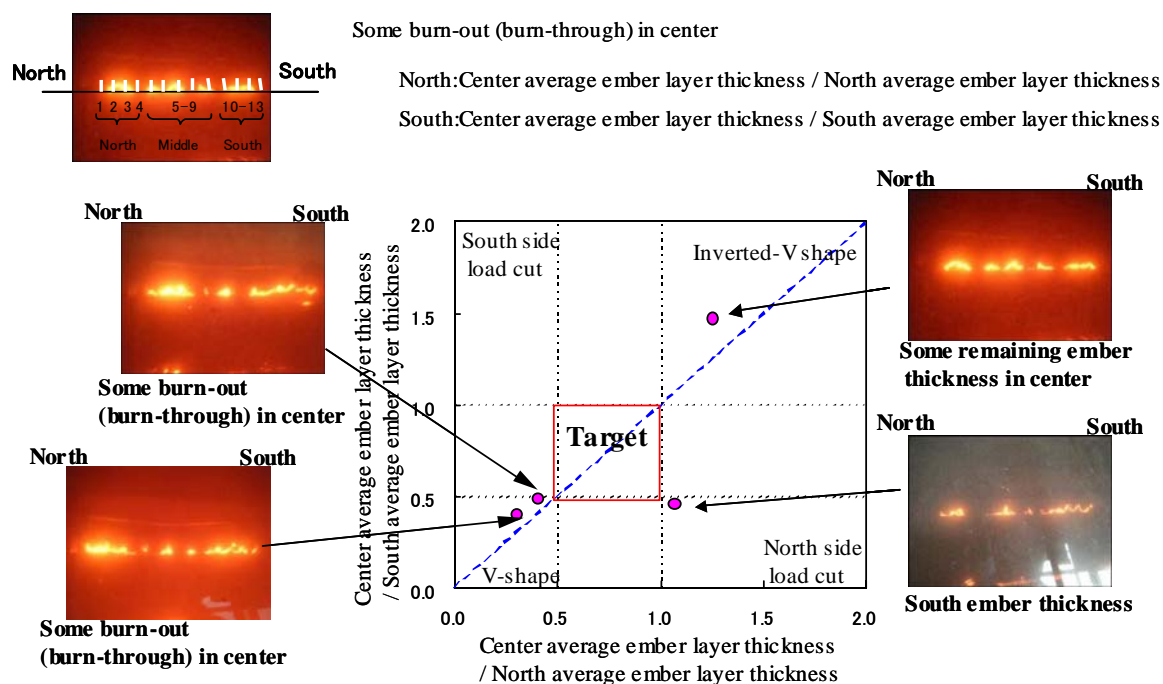 Some burn-out (burn-through) in center
North South
North:Center average ember layer thickness / North average ember layer thickness
South:Center average ember layer thickness / South average ember layer thickness
1 2 3 4 5-9 10-13
North Middle South
North South
Some burn-out
(burn-through) in center
North South
Some burn-out
(burn-through) in center
Center average ember layer thickness
/ South average ember layer thickness
2.0
1.5
1.0
0.5
0.0
South side
load cut
Inverted-V shape
Target
V-shape
North side
load cut
0.0 0.5 1.0 1.5 2.0
Center average ember layer thickness
/ North average ember layer thickness
North South
Some remaining ember
thickness in center
North South
South ember thickness